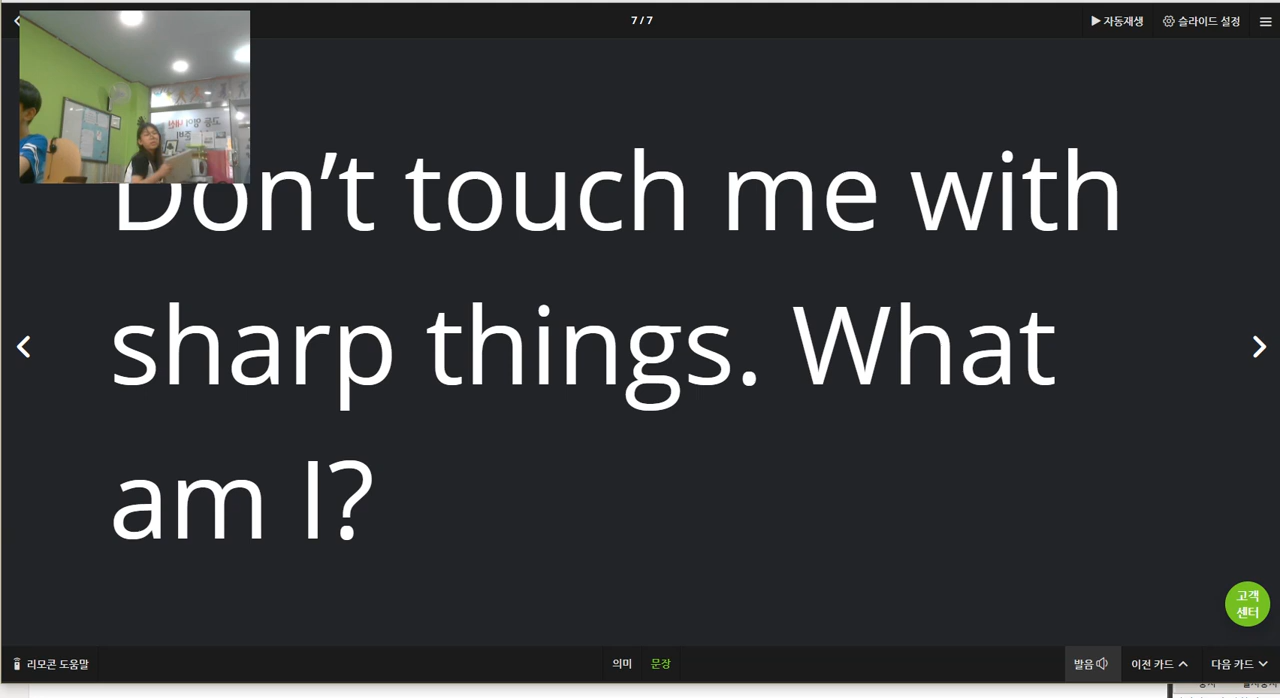 7 / 7
▶ 자동재생
슬라이드 설정
Don’t touch me with
sharp things. What
am I?
고객
센터
리모콘 도움말
의미
문장
발음
이전 카드
다음 카드